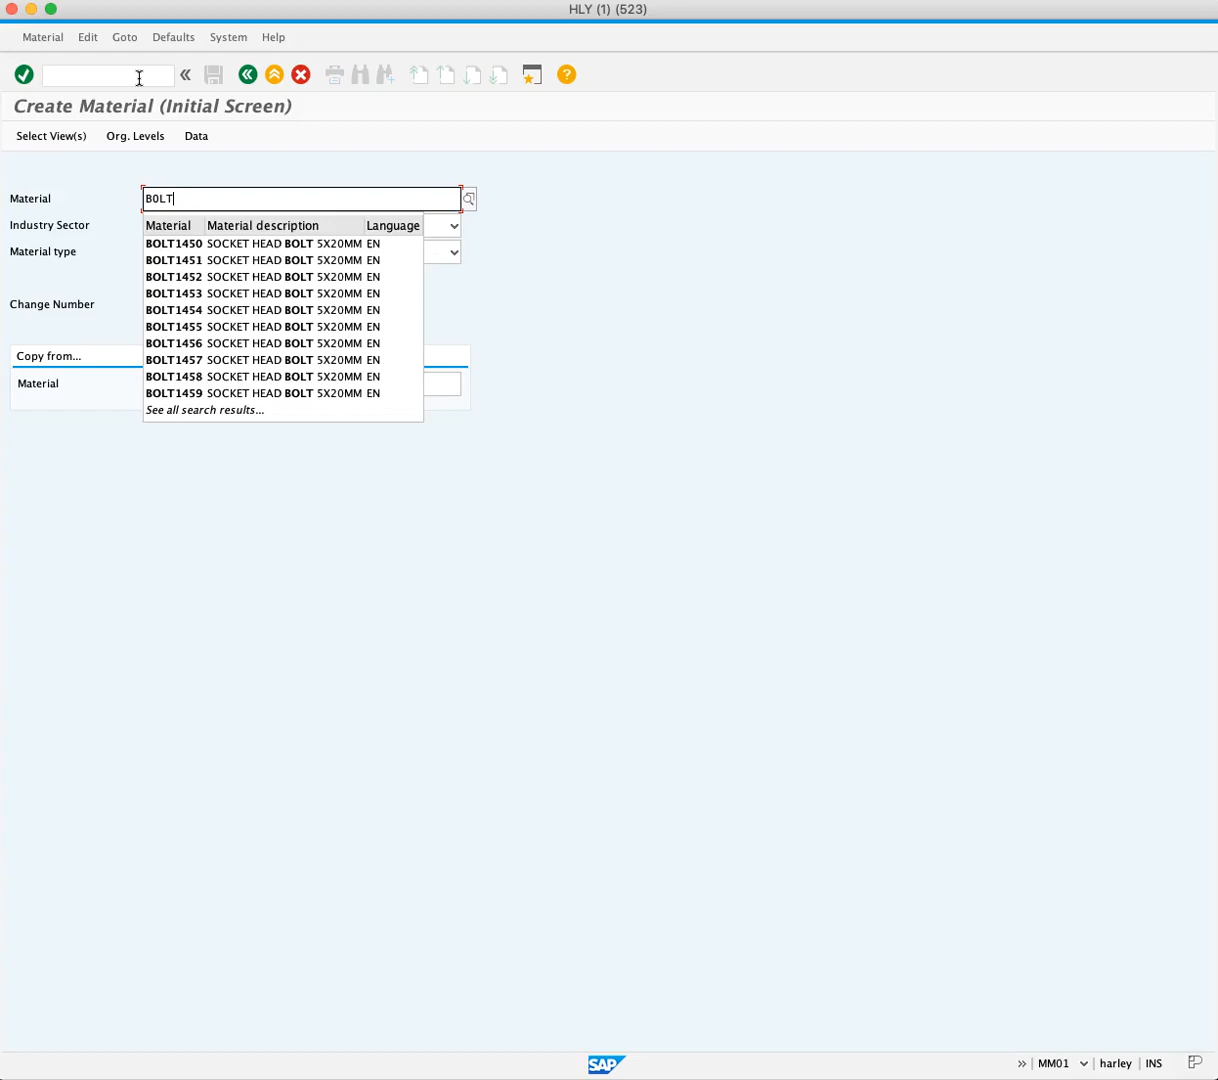 HLY (1) (523)
Material Edit Goto Defaults System Help
Create Material (Initial Screen)
Select View(s) Org. Levels Data
Material BOLT
Material Material description Language
Industry Sector
BOLT1450 SOCKET HEAD BOLT 5X20MM EN
Material type
BOLT1451 SOCKET HEAD BOLT 5X20MM EN
BOLT1452 SOCKET HEAD BOLT 5X20MM EN
BOLT1453 SOCKET HEAD BOLT 5X20MM EN
Change Number
BOLT1454 SOCKET HEAD BOLT 5X20MM EN
BOLT1455 SOCKET HEAD BOLT 5X20MM EN
BOLT1456 SOCKET HEAD BOLT 5X20MM EN
Copy from...
BOLT1457 SOCKET HEAD BOLT 5X20MM EN
BOLT1458 SOCKET HEAD BOLT 5X20MM EN
Material
BOLT1459 SOCKET HEAD BOLT 5X20MM EN
See all search results...
SAP
MM01 harley INS